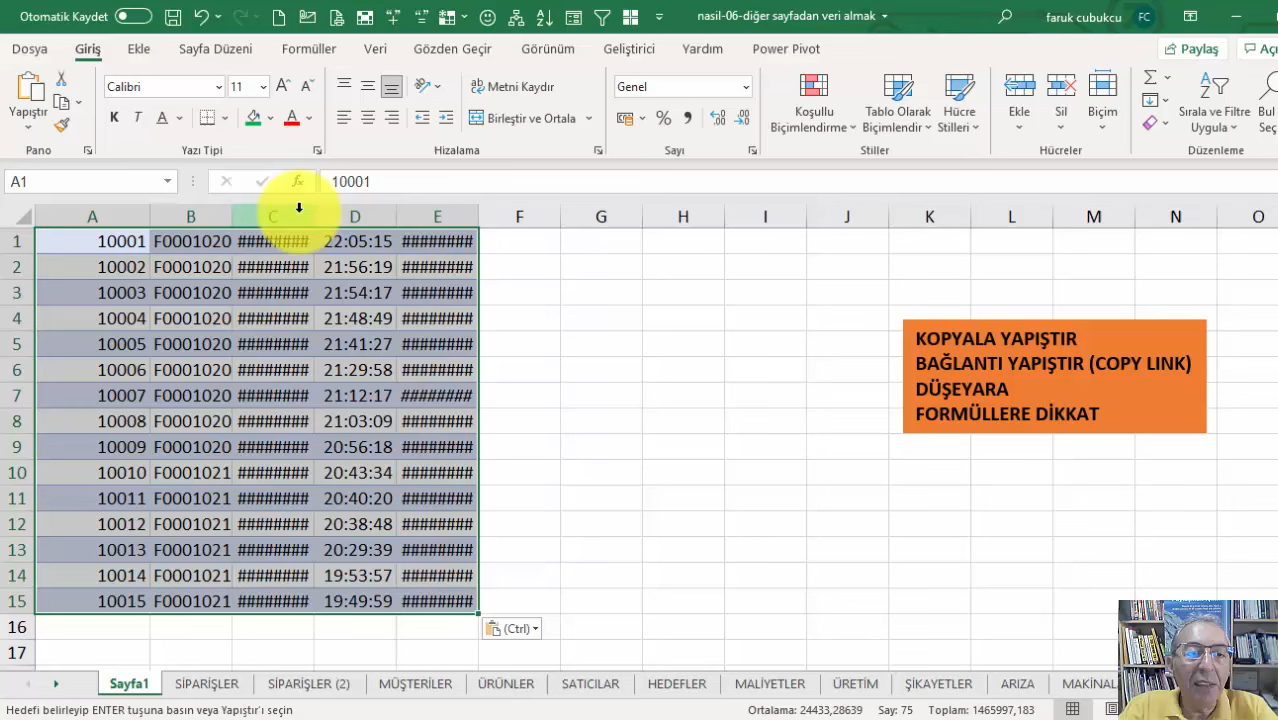 Otomatik Kaydet
nasil-06-diğer sayfadan veri almak
faruk cubukcu
FC
Dosya Giriş Ekle Sayfa Düzeni Formüller Veri Gözden Geçir Görünüm Geliştirici Yardım Power Pivot Paylaş
Yapıştır
Calibri 11
K T A
Metni Kaydır
Birleştir ve Ortala
Genel
Koşullu Biçimlendirme
Tablo Olarak Biçimlendir
Hücre Stilleri
Ekle Sil Biçim
Sırala ve Filtre Uygula
Pano Yazı Tipi Hizalama Sayı Stiller Hücreler Düzenleme
A1 fx 10001
A B C D E F G H I J K L M N O
1 10001 F0001020 ######## 22:05:15 ########
2 10002 F0001020 ######## 21:56:19 ########
3 10003 F0001020 ######## 21:54:17 ########
4 10004 F0001020 ######## 21:48:49 ########
5 10005 F0001020 ######## 21:41:27 ########
6 10006 F0001020 ######## 21:29:58 ########
7 10007 F0001020 ######## 21:12:17 ########
8 10008 F0001020 ######## 21:03:09 ########
9 10009 F0001020 ######## 20:56:18 ########
10 10010 F0001021 ######## 20:43:34 ########
11 10011 F0001021 ######## 20:40:20 ########
12 10012 F0001021 ######## 20:38:48 ########
13 10013 F0001021 ######## 20:29:39 ########
14 10014 F0001021 ######## 19:53:57 ########
15 10015 F0001021 ######## 19:49:59 ########
16
17
(Ctrl)
KOPYALA YAPIŞTIR
BAĞLANTI YAPIŞTIR (COPY LINK)
DÜŞEYARA
FORMÜLLERE DİKKAT
Sayfa1 SİPARİŞLER SİPARİŞLER (2) MÜŞTERİLER ÜRÜNLER SATICILAR HEDEFLER MALİYETLER ÜRETİM ŞİKAYETLER ARIZA MAKİNALA
Hedefi belirleyip ENTER tuşuna basın veya Yapıştır'ı seçin
Ortalama: 24433,28639 Say: 75 Toplam: 1465997,183